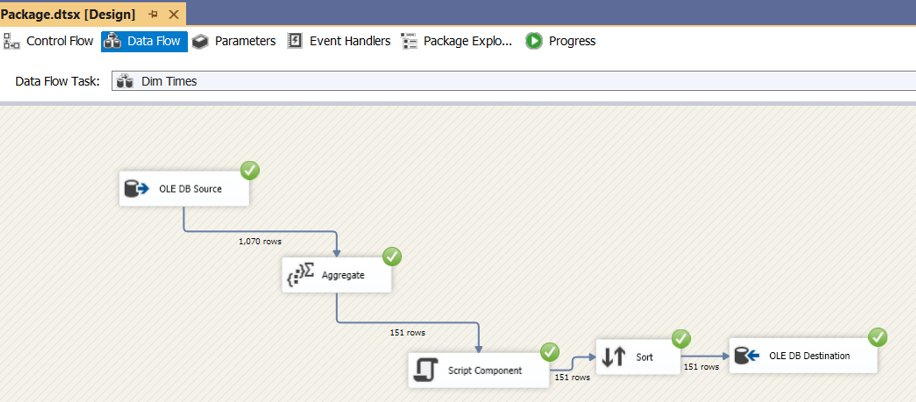 Package.dtsx [Design]
Control Flow
Data Flow
Parameters
Event Handlers
Package Explo...
Progress
Data Flow Task:
Dim Times
OLE DB Source
1,070 rows
Aggregate
151 rows
Script Component
151 rows
Sort
151 rows
OLE DB Destination